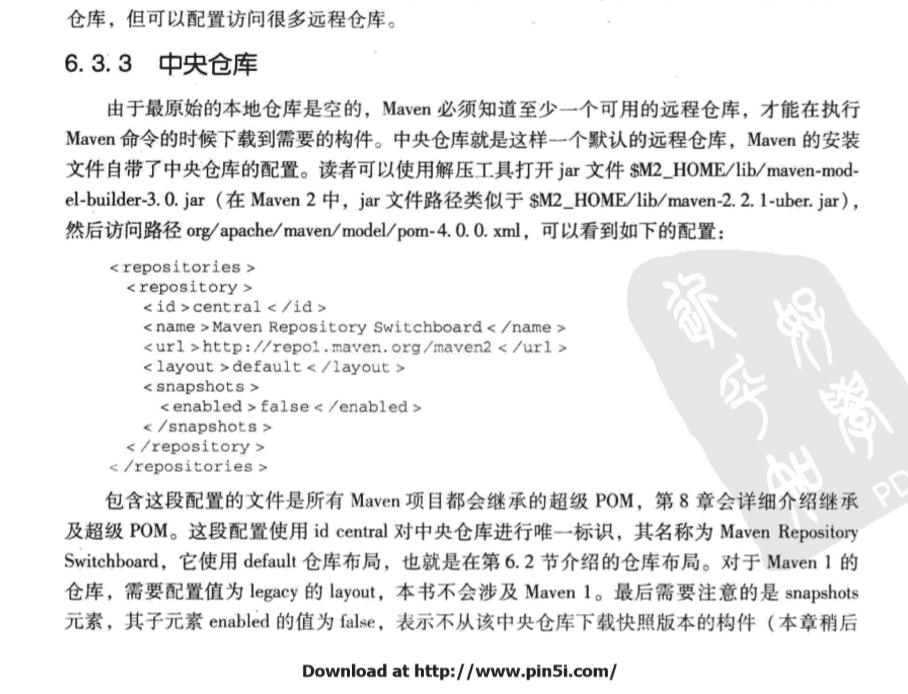 仓库，但可以配置访问很多远程仓库。
6.3.3 中央仓库
由于最原始的本地仓库是空的，Maven 必须知道至少一个可用的远程仓库，才能在执行
Maven 命令的时候下载到需要的构件。中央仓库就是这样一个默认的远程仓库，Maven 的安装
文件自带了中央仓库的配置。读者可以使用解压工具打开 jar 文件 $M2_HOME/lib/maven-mod-
el-builder-3.0.jar（在 Maven 2 中，jar 文件路径类似于 $M2_HOME/lib/maven-2.2.1-uber.jar），
然后访问路径 org/apache/maven/model/pom-4.0.0.xml，可以看到如下的配置：
<repositories >
<repository >
<id >central </id >
<name >Maven Repository Switchboard </name >
<url >http://repo1.maven.org/maven2 </url >
<layout >default </layout >
<snapshots >
<enabled >false </enabled >
</snapshots >
</repository >
</repositories >
包含这段配置的文件是所有 Maven 项目都会继承的超级 POM，第 8 章会详细介绍继承
及超级 POM。这段配置使用 id central 对中央仓库进行唯一标识，其名称为 Maven Repository
Switchboard，它使用 default 仓库布局，也就是在第 6.2 节介绍的仓库布局。对于 Maven 1 的
仓库，需要配置值为 legacy 的 layout，本书不会涉及 Maven 1。最后需要注意的是 snapshots
元素，其子元素 enabled 的值为 false，表示不从该中央仓库下载快照版本的构件（本章稍后
PD
Download at http://www.pin5i.com/